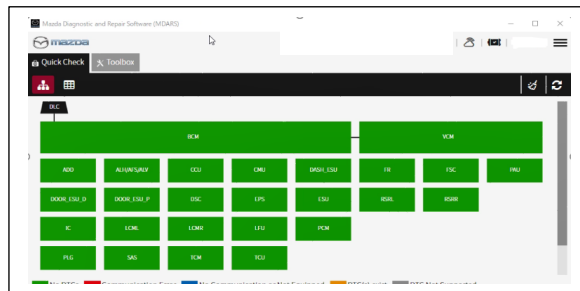 Mazda Diagnostic and Repair Software (MDARS)
mazda
Quick Check
Toolbox
DLC
BCM
VCM
ADO
ALH/AFS/ALV
CCU
CMU
DASH_ESU
FR
FSC
PAU
DOOR_ESU_D
DOOR_ESU_P
DSC
EPS
ESU
RSRL
RSRR
IC
LCML
LCMR
LFU
PCM
PLG
SAS
TCM
TCU
No DTCs
Communication Error
No Communication or Not Equipped
DTC(s) exist
DTC Not Supported